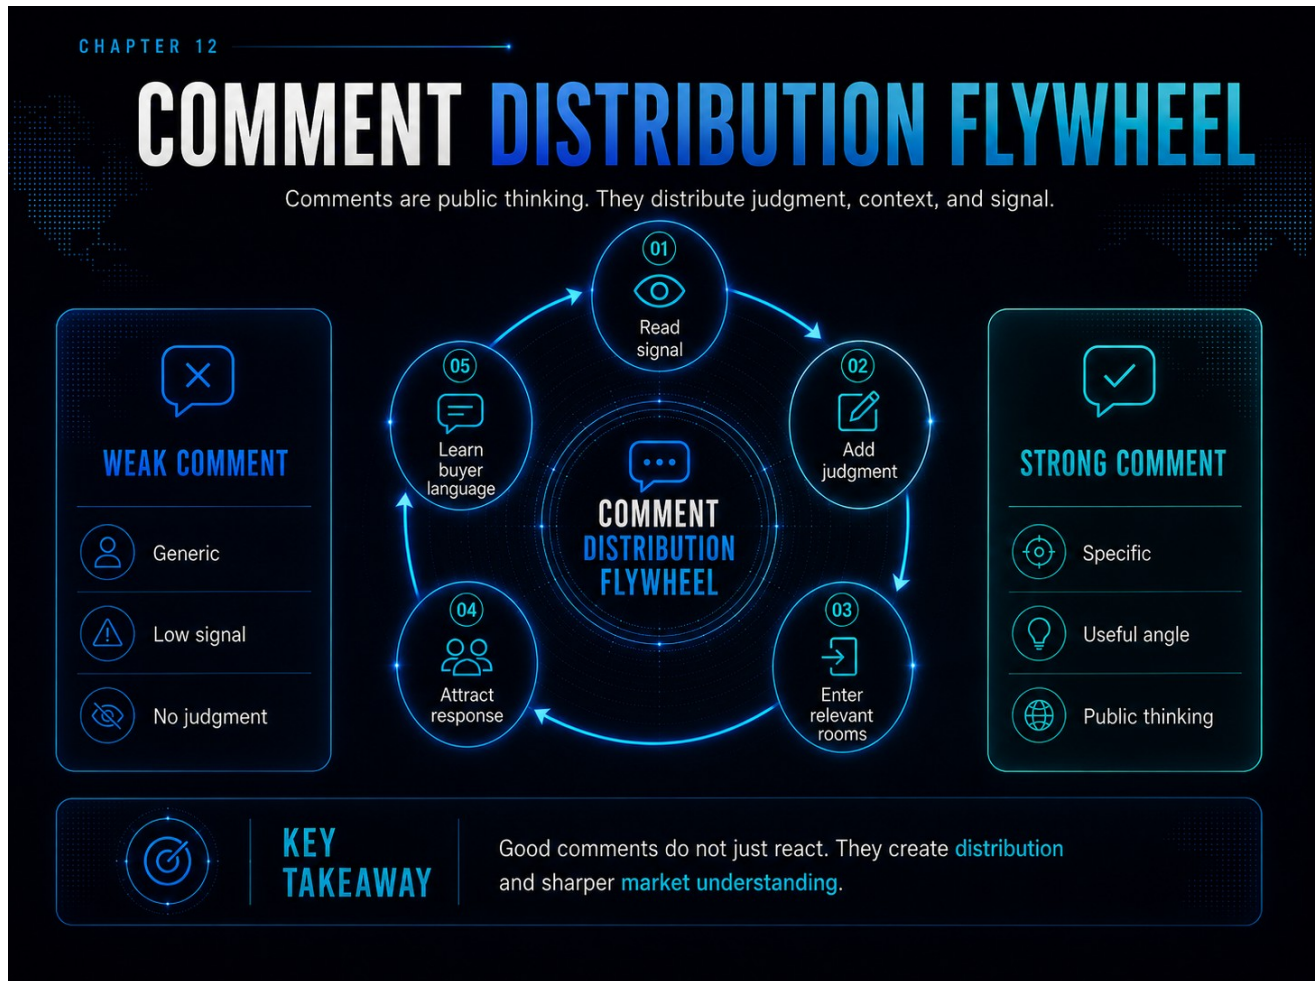 CHAPTER 12
COMMENT DISTRIBUTION FLYWHEEL
Comments are public thinking. They distribute judgment, context, and signal.
01
Read
signal
02
Add
judgment
03
Enter
relevant
rooms
04
Attract
response
05
Learn
buyer
language
COMMENT
DISTRIBUTION
FLYWHEEL
WEAK COMMENT
Generic
Low signal
No judgment
STRONG COMMENT
Specific
Useful angle
Public thinking
KEY
TAKEAWAY
Good comments do not just react. They create distribution
and sharper market understanding.